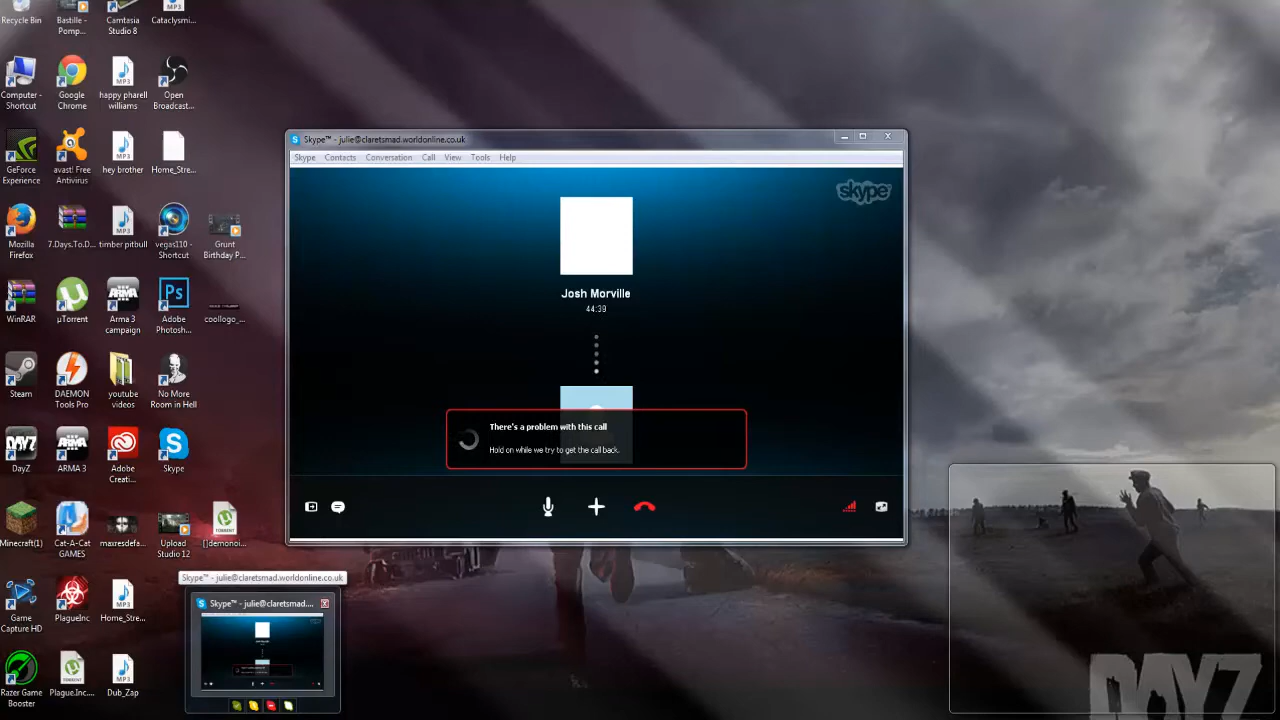 Recycle Bin
Bastille -
Pomp...
Camtasia
Studio 8
Cataclysmi...
Computer -
Shortcut
Google
Chrome
happy pharell
williams
Open
Broadcast...
GeForce
Experience
avast! Free
Antivirus
hey brother
Home_Stre...
Mozilla
Firefox
7.Days.To.D...
timber pitbull
vegas110 -
Shortcut
Grunt
Birthday P...
WinRAR
µTorrent
Arma 3
campaign
Adobe
Photosh...
coollogo_...
Steam
DAEMON
Tools Pro
youtube
videos
No More
Room in Hell
DayZ
ARMA 3
Adobe
Creati...
Skype
Minecraft(1)
Cat-A-Cat
GAMES
maxresdefa...
Upload
Studio 12
[]demonoi...
Game
Capture HD
PlagueInc
Home_Stre...
Razer Game
Booster
Plague.Inc....
Dub_Zap
Skype™ - julie@claretsmad.worldonline.co.uk
Skype Contacts Conversation Call View Tools Help
skype
Josh Morville
44:39
There's a problem with this call
Hold on while we try to get the call back.
Skype™ - julie@claretsmad.worldonline.co.uk
Skype™ - julie@claretsmad....
DAYZ